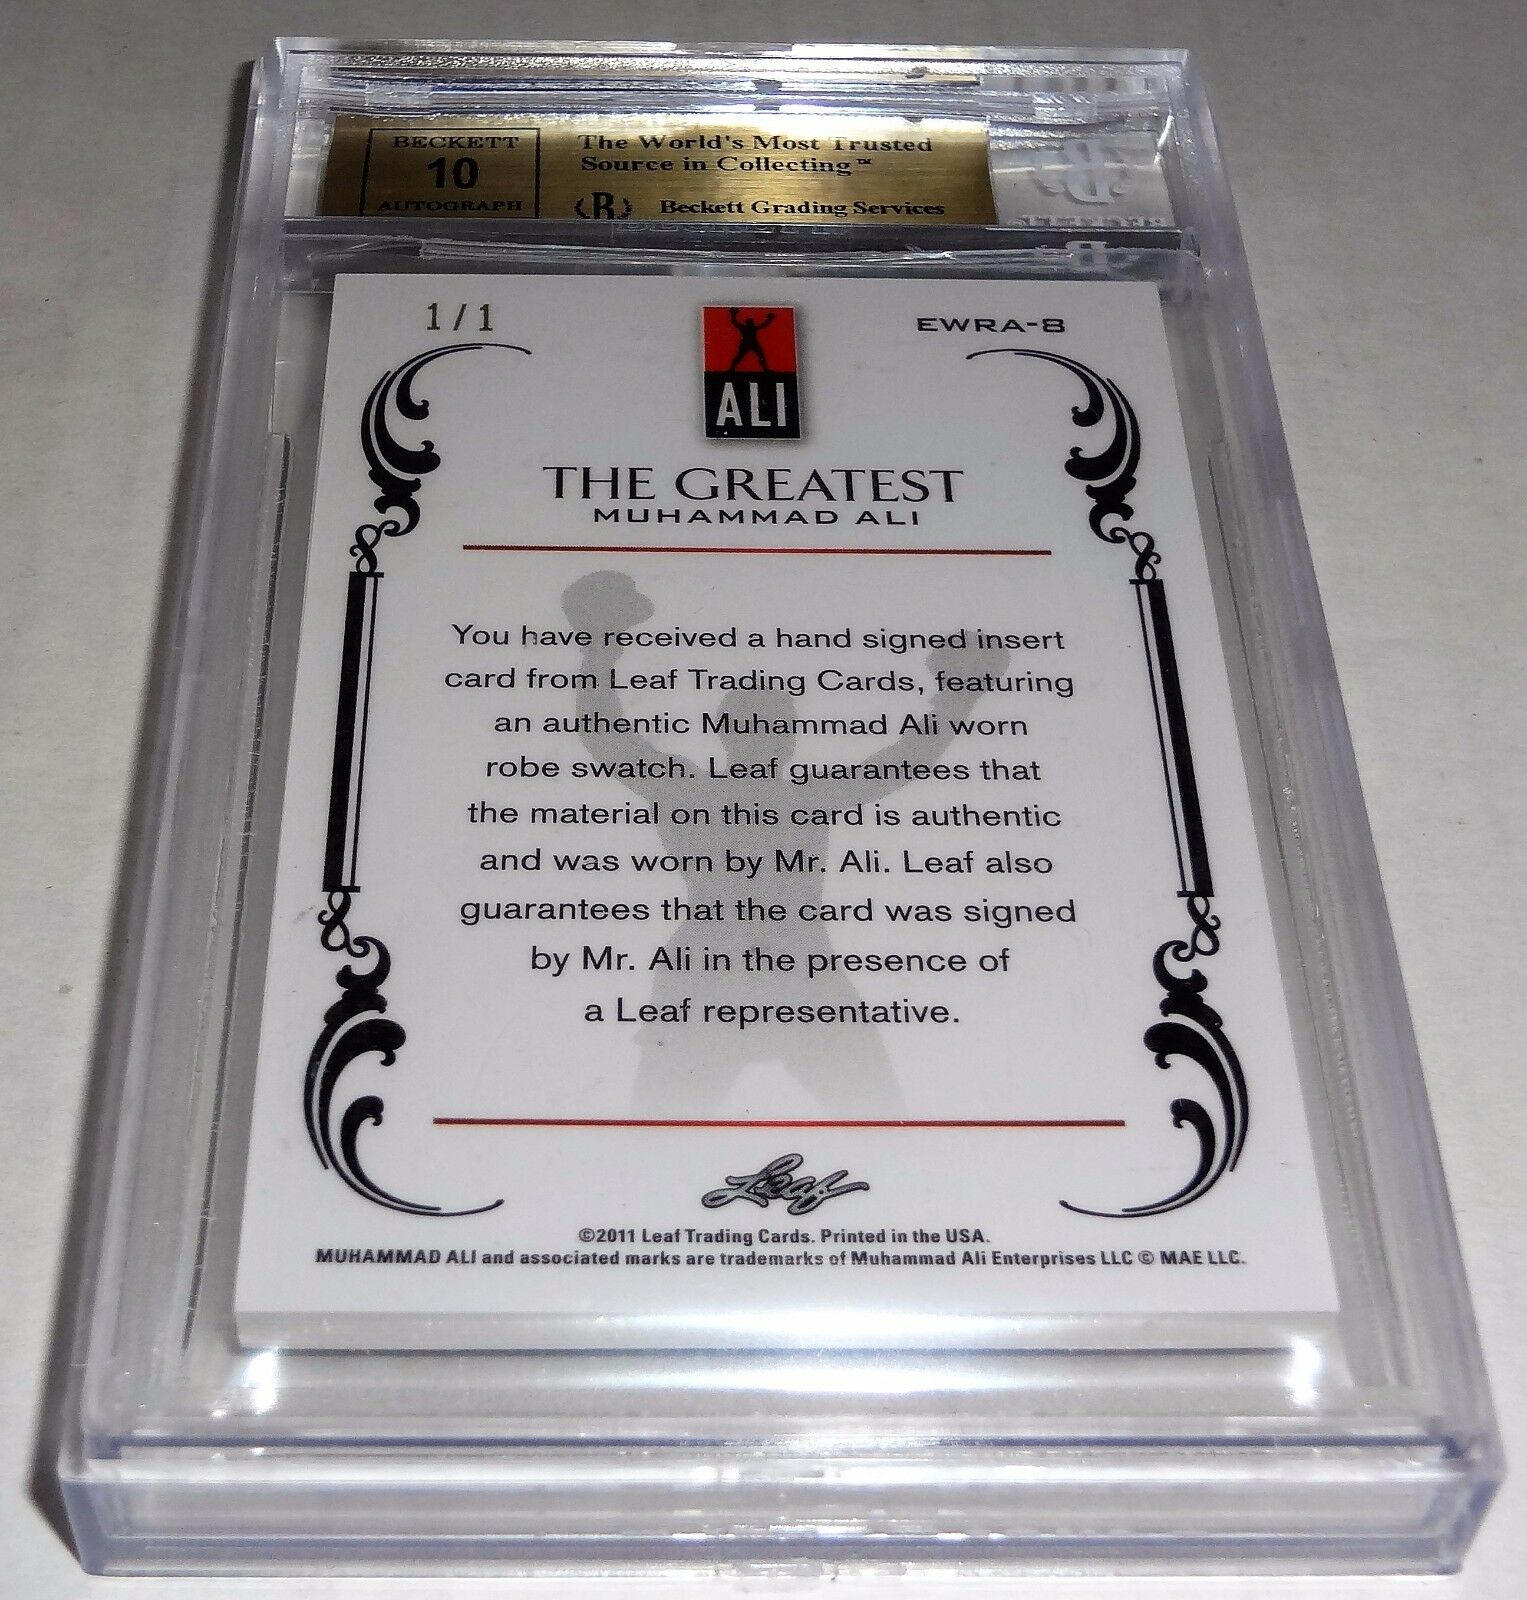 BECKETT
10
AUTOGRAPH
The World's Most Trusted
Source in Collecting™
B Beckett Grading Services
1/1
EWRA-8
ALI
THE GREATEST
MUHAMMAD ALI
You have received a hand signed insert
card from Leaf Trading Cards, featuring
an authentic Muhammad Ali worn
robe swatch. Leaf guarantees that
the material on this card is authentic
and was worn by Mr. Ali. Leaf also
guarantees that the card was signed
by Mr. Ali in the presence of
a Leaf representative.
Leaf
©2011 Leaf Trading Cards. Printed in the USA.
MUHAMMAD ALI and associated marks are trademarks of Muhammad Ali Enterprises LLC © MAE LLC.